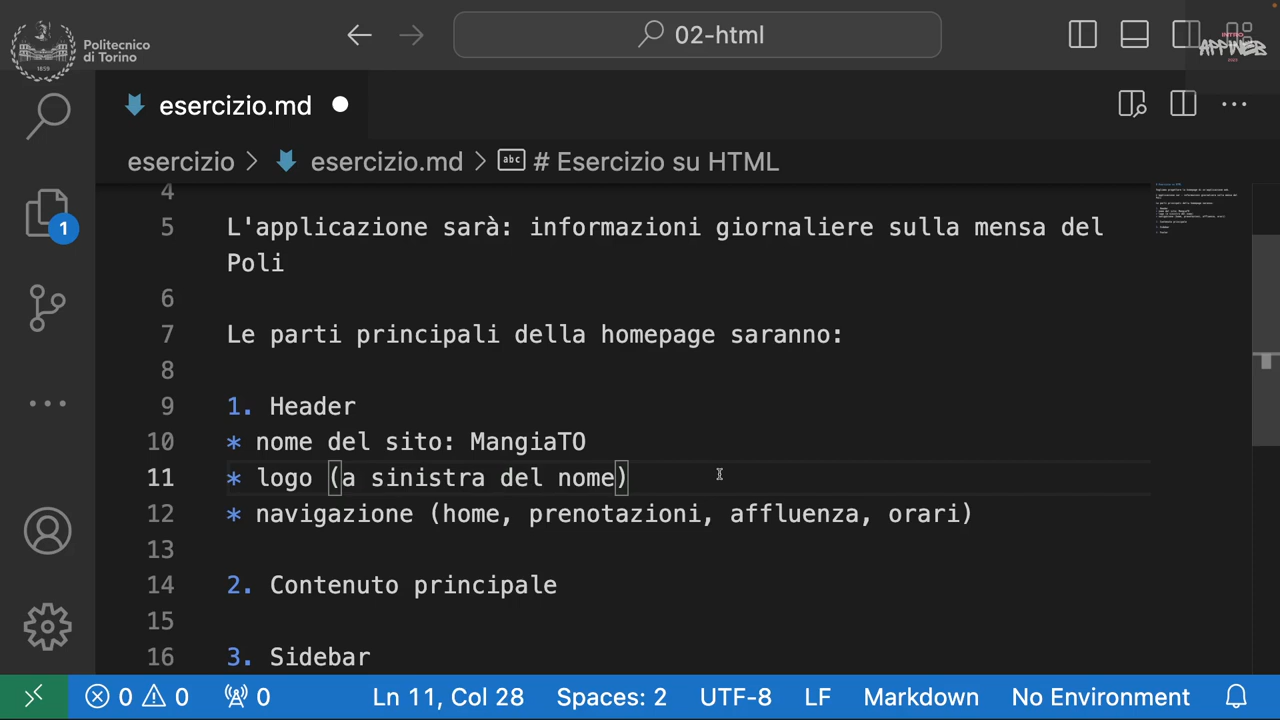 Politecnico
di Torino
1859
02-html
INTRO
APPWEB
esercizio.md
esercizio > esercizio.md > # Esercizio su HTML
4
5 L'applicazione sarà: informazioni giornaliere sulla mensa del
Poli
6
7 Le parti principali della homepage saranno:
8
9 1. Header
10 * nome del sito: MangiaTO
11 * logo (a sinistra del nome)
12 * navigazione (home, prenotazioni, affluenza, orari)
13
14 2. Contenuto principale
15
16 3. Sidebar
1
0 0 0 Ln 11, Col 28 Spaces: 2 UTF-8 LF Markdown No Environment